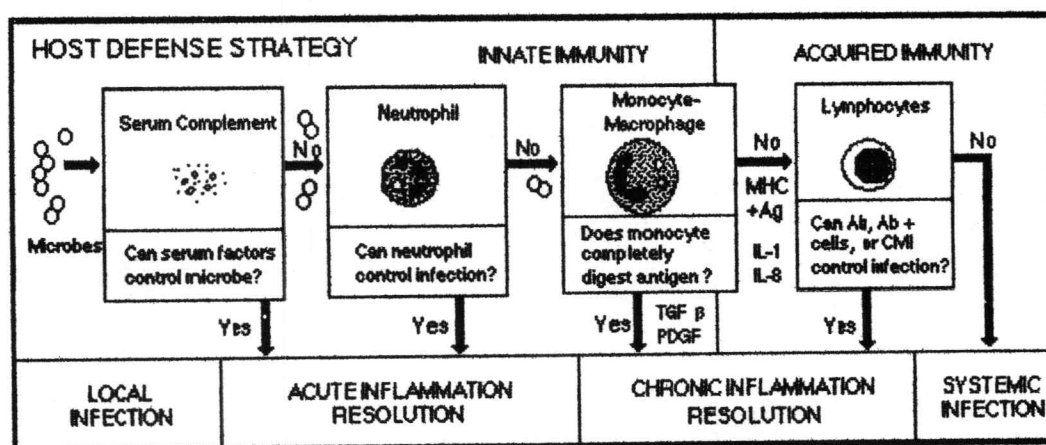 HOST DEFENSE STRATEGY
INNATE IMMUNITY
ACQUIRED IMMUNITY
Microbes
Serum Complement
Can serum factors
control microbe?
No
Yes
Neutrophil
Can neutrophil
control infection?
No
Yes
Monocyte-
Macrophage
Does monocyte
completely
digest antigen ?
No
MHC
+Ag
IL-1
IL-8
Yes
TGF β
PDGF
Lymphocytes
Can Ab, Ab +
cells, or CMI
control infection?
No
Yes
LOCAL
INFECTION
ACUTE INFLAMMATION
RESOLUTION
CHRONIC INFLAMMATION
RESOLUTION
SYSTEMIC
INFECTION